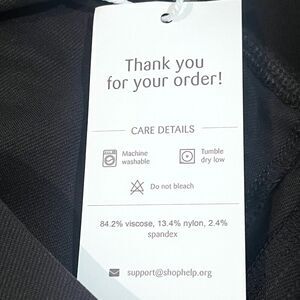 Thank you
for your order!
CARE DETAILS
Machine
washable
Tumble
dry low
Do not bleach
84.2% viscose, 13.4% nylon, 2.4%
spandex
support@shophelp.org